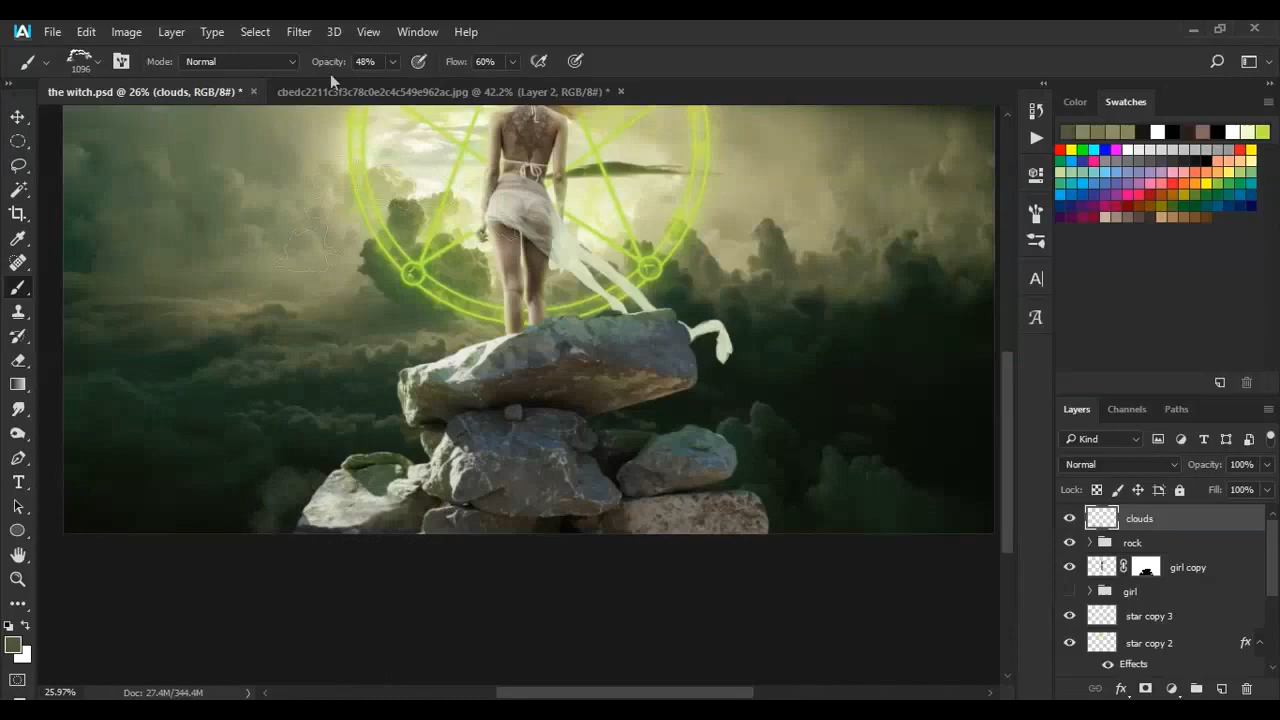 File Edit Image Layer Type Select Filter 3D View Window Help
1096 Mode: Normal Opacity: 48% Flow: 60%
the witch.psd @ 26% (clouds, RGB/8#) * × cbedc2211c3f3c78c0e2c4c549e962ac.jpg @ 42.2% (Layer 2, RGB/8#) * ×
Color Swatches
Layers Channels Paths
Kind
Normal Opacity: 100%
Lock: Fill: 100%
clouds
rock
girl copy
girl
star copy 3
star copy 2 fx
Effects
25.97% Doc: 27.4M/344.4M